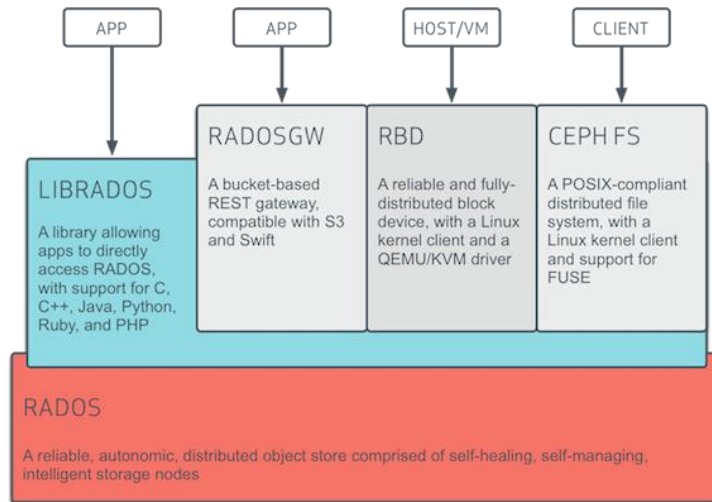 APP
APP
HOST/VM
CLIENT
LIBRADOS
A library allowing
apps to directly
access RADOS,
with support for C,
C++, Java, Python,
Ruby, and PHP
RADOSGW
A bucket-based
REST gateway,
compatible with S3
and Swift
RBD
A reliable and fully-
distributed block
device, with a Linux
kernel client and a
QEMU/KVM driver
CEPH FS
A POSIX-compliant
distributed file
system, with a
Linux kernel client
and support for
FUSE
RADOS
A reliable, autonomic, distributed object store comprised of self-healing, self-managing,
intelligent storage nodes